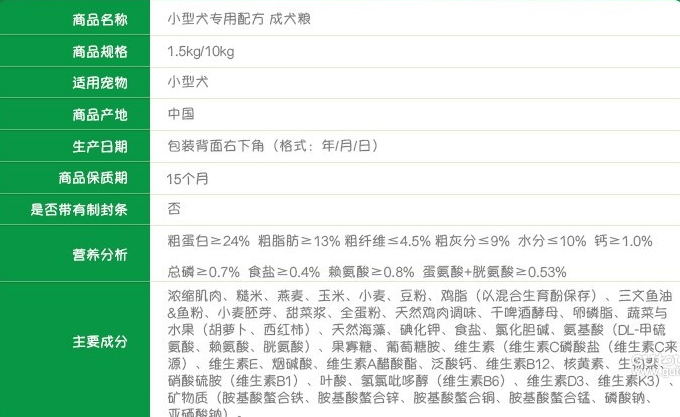 商品名称 小型犬专用配方 成犬粮
商品规格 1.5kg/10kg
适用宠物 小型犬
商品产地 中国
生产日期 包装背面右下角（格式：年/月/日）
商品保质期 15个月
是否带有制封条 否
营养分析 粗蛋白≥24% 粗脂肪≥13% 粗纤维≤4.5% 粗灰分≤9% 水分≤10% 钙≥1.0%
总磷≥0.7% 食盐≥0.4% 赖氨酸≥0.8% 蛋氨酸+胱氨酸≥0.53%
主要成分 浓缩肌肉、糙米、燕麦、玉米、小麦、豆粉、鸡脂（以混合生育酚保存）、三文鱼油
&鱼粉、小麦胚芽、甜菜浆、全蛋粉、天然鸡肉调味、干啤酒酵母、卵磷脂、蔬菜与
水果（胡萝卜、西红柿）、天然海藻、碘化钾、食盐、氯化胆碱、氨基酸（DL-甲硫
氨酸、赖氨酸、胱氨酸）、果寡糖、葡萄糖胺、维生素（维生素C磷酸盐（维生素C来
源）、维生素E、烟碱酸、维生素A醋酸酯、泛酸钙、维生素B12、核黄素、生物素、
硝酸硫胺（维生素B1）、叶酸、氢氯吡哆醇（维生素B6）、维生素D3、维生素K3）、
矿物质（胺基酸螯合铁、胺基酸螯合锌、胺基酸螯合铜、胺基酸螯合锰、磷酸钠、
亚硒酸钠）。